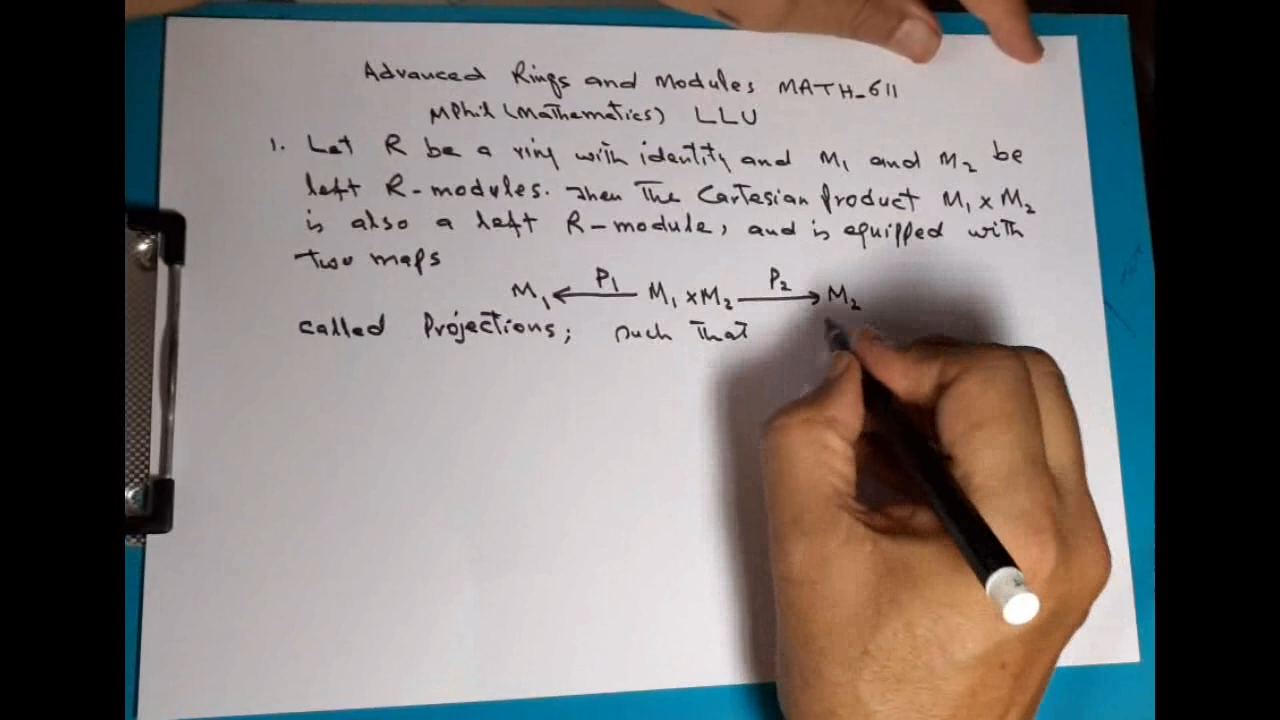 Advanced Rings and Modules MATH-611
MPhil (Mathematics) LLU
1. Let R be a ring with identity and M₁ and M₂ be
left R-modules. Then the Cartesian Product M₁ × M₂
is also a left R-module, and is equipped with
two maps
M₁ ←P₁— M₁ × M₂ —P₂→ M₂
called Projections; such that